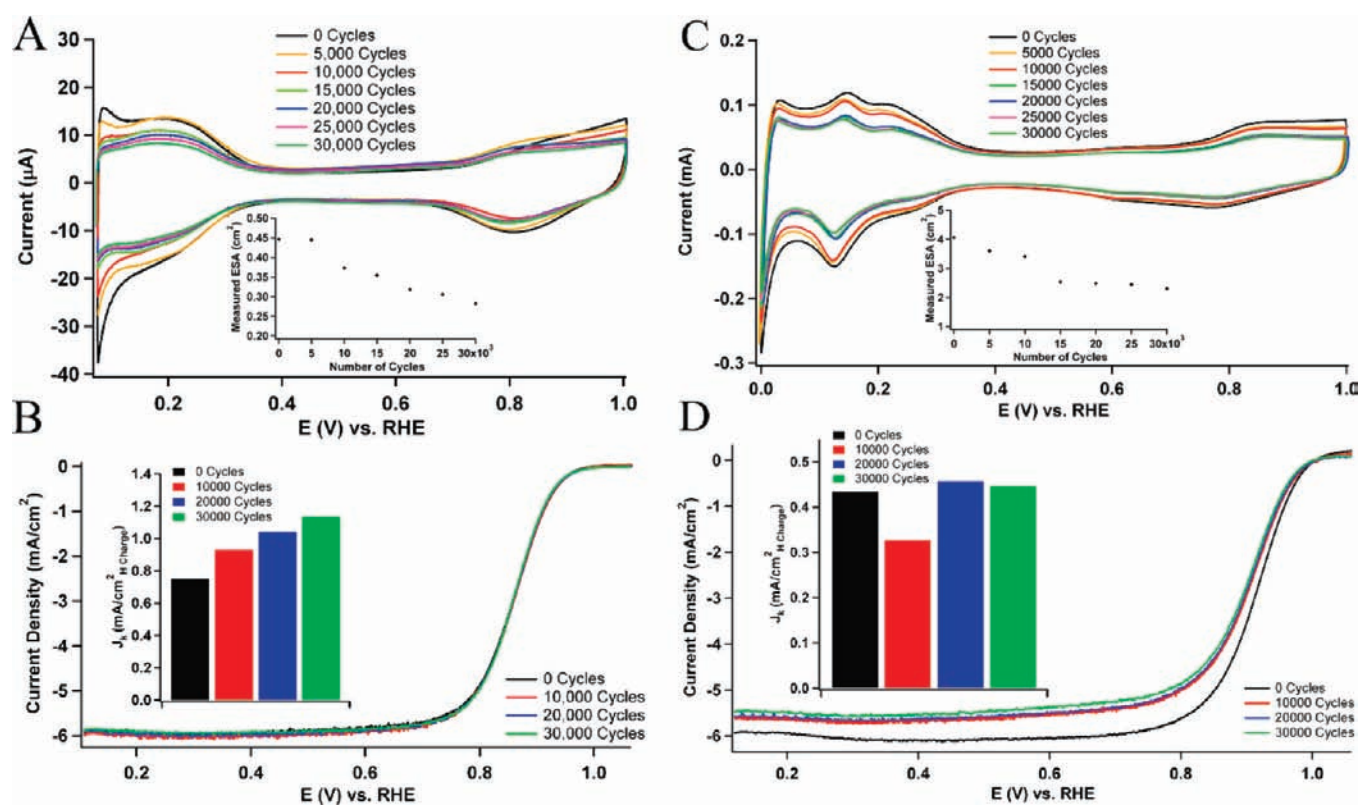 A
30
20
10
0
-10
-20
-30
-40
Current (µA)
0 Cycles
5,000 Cycles
10,000 Cycles
15,000 Cycles
20,000 Cycles
25,000 Cycles
30,000 Cycles
Measured ESA (cm²)
0.50
0.45
0.40
0.35
0.30
0.25
0.20
0 5 10 15 20 25 30x10³
Number of Cycles
0.2 0.4 0.6 0.8 1.0
E (V) vs. RHE
C
0.2
0.1
0.0
-0.1
-0.2
-0.3
Current (mA)
0 Cycles
5000 Cycles
10000 Cycles
15000 Cycles
20000 Cycles
25000 Cycles
30000 Cycles
Measured ESA (cm²)
5
4
3
2
1
0 5 10 15 20 25 30x10³
Number of Cycles
0.0 0.2 0.4 0.6 0.8 1.0
E (V) vs. RHE
B
0
-1
-2
-3
-4
-5
-6
Current Density (mA/cm²)
0 Cycles
10000 Cycles
20000 Cycles
30000 Cycles
1.4
1.2
1.0
0.8
0.6
0.4
0.2
0.0
Jk (mA/cm² H Charge)
0 Cycles
10,000 Cycles
20,000 Cycles
30,000 Cycles
0.2 0.4 0.6 0.8 1.0
E (V) vs. RHE
D
0
-1
-2
-3
-4
-5
-6
Current Density (mA/cm²)
0 Cycles
10000 Cycles
20000 Cycles
30000 Cycles
0.5
0.4
0.3
0.2
0.1
0.0
Jk (mA/cm² H Charge)
0 Cycles
10000 Cycles
20000 Cycles
30000 Cycles
0.2 0.4 0.6 0.8 1.0
E (V) vs. RHE